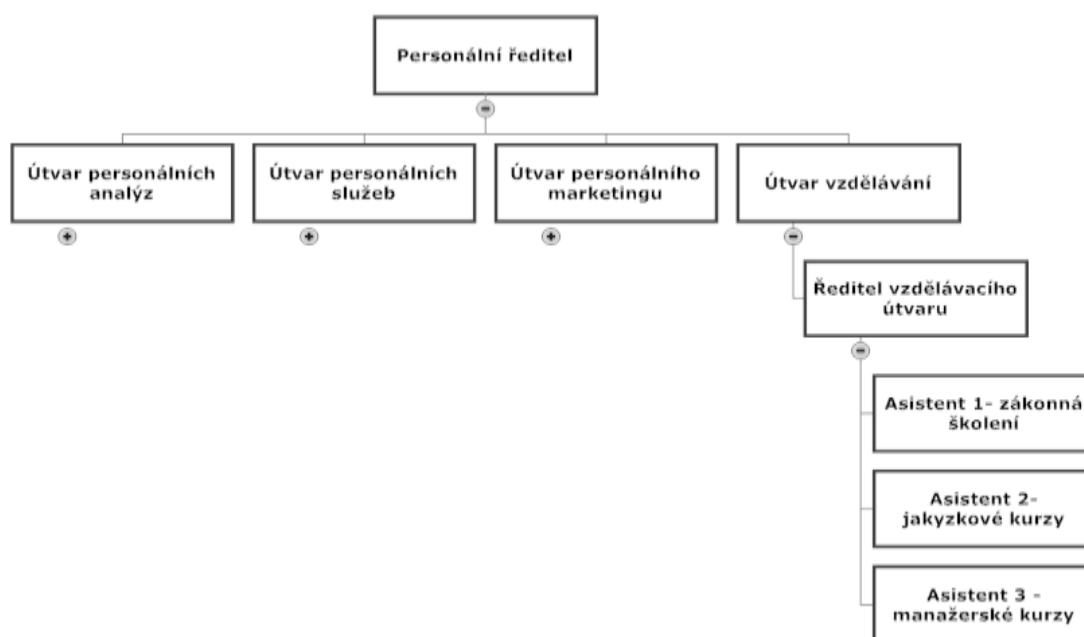 Personální ředitel
Útvar personálních
analýz
Útvar personálních
služeb
Útvar personálního
marketingu
Útvar vzdělávání
Ředitel vzdělávacího
útvaru
Asistent 1- zákonná
školení
Asistent 2-
jakyzkové kurzy
Asistent 3 -
manažerské kurzy